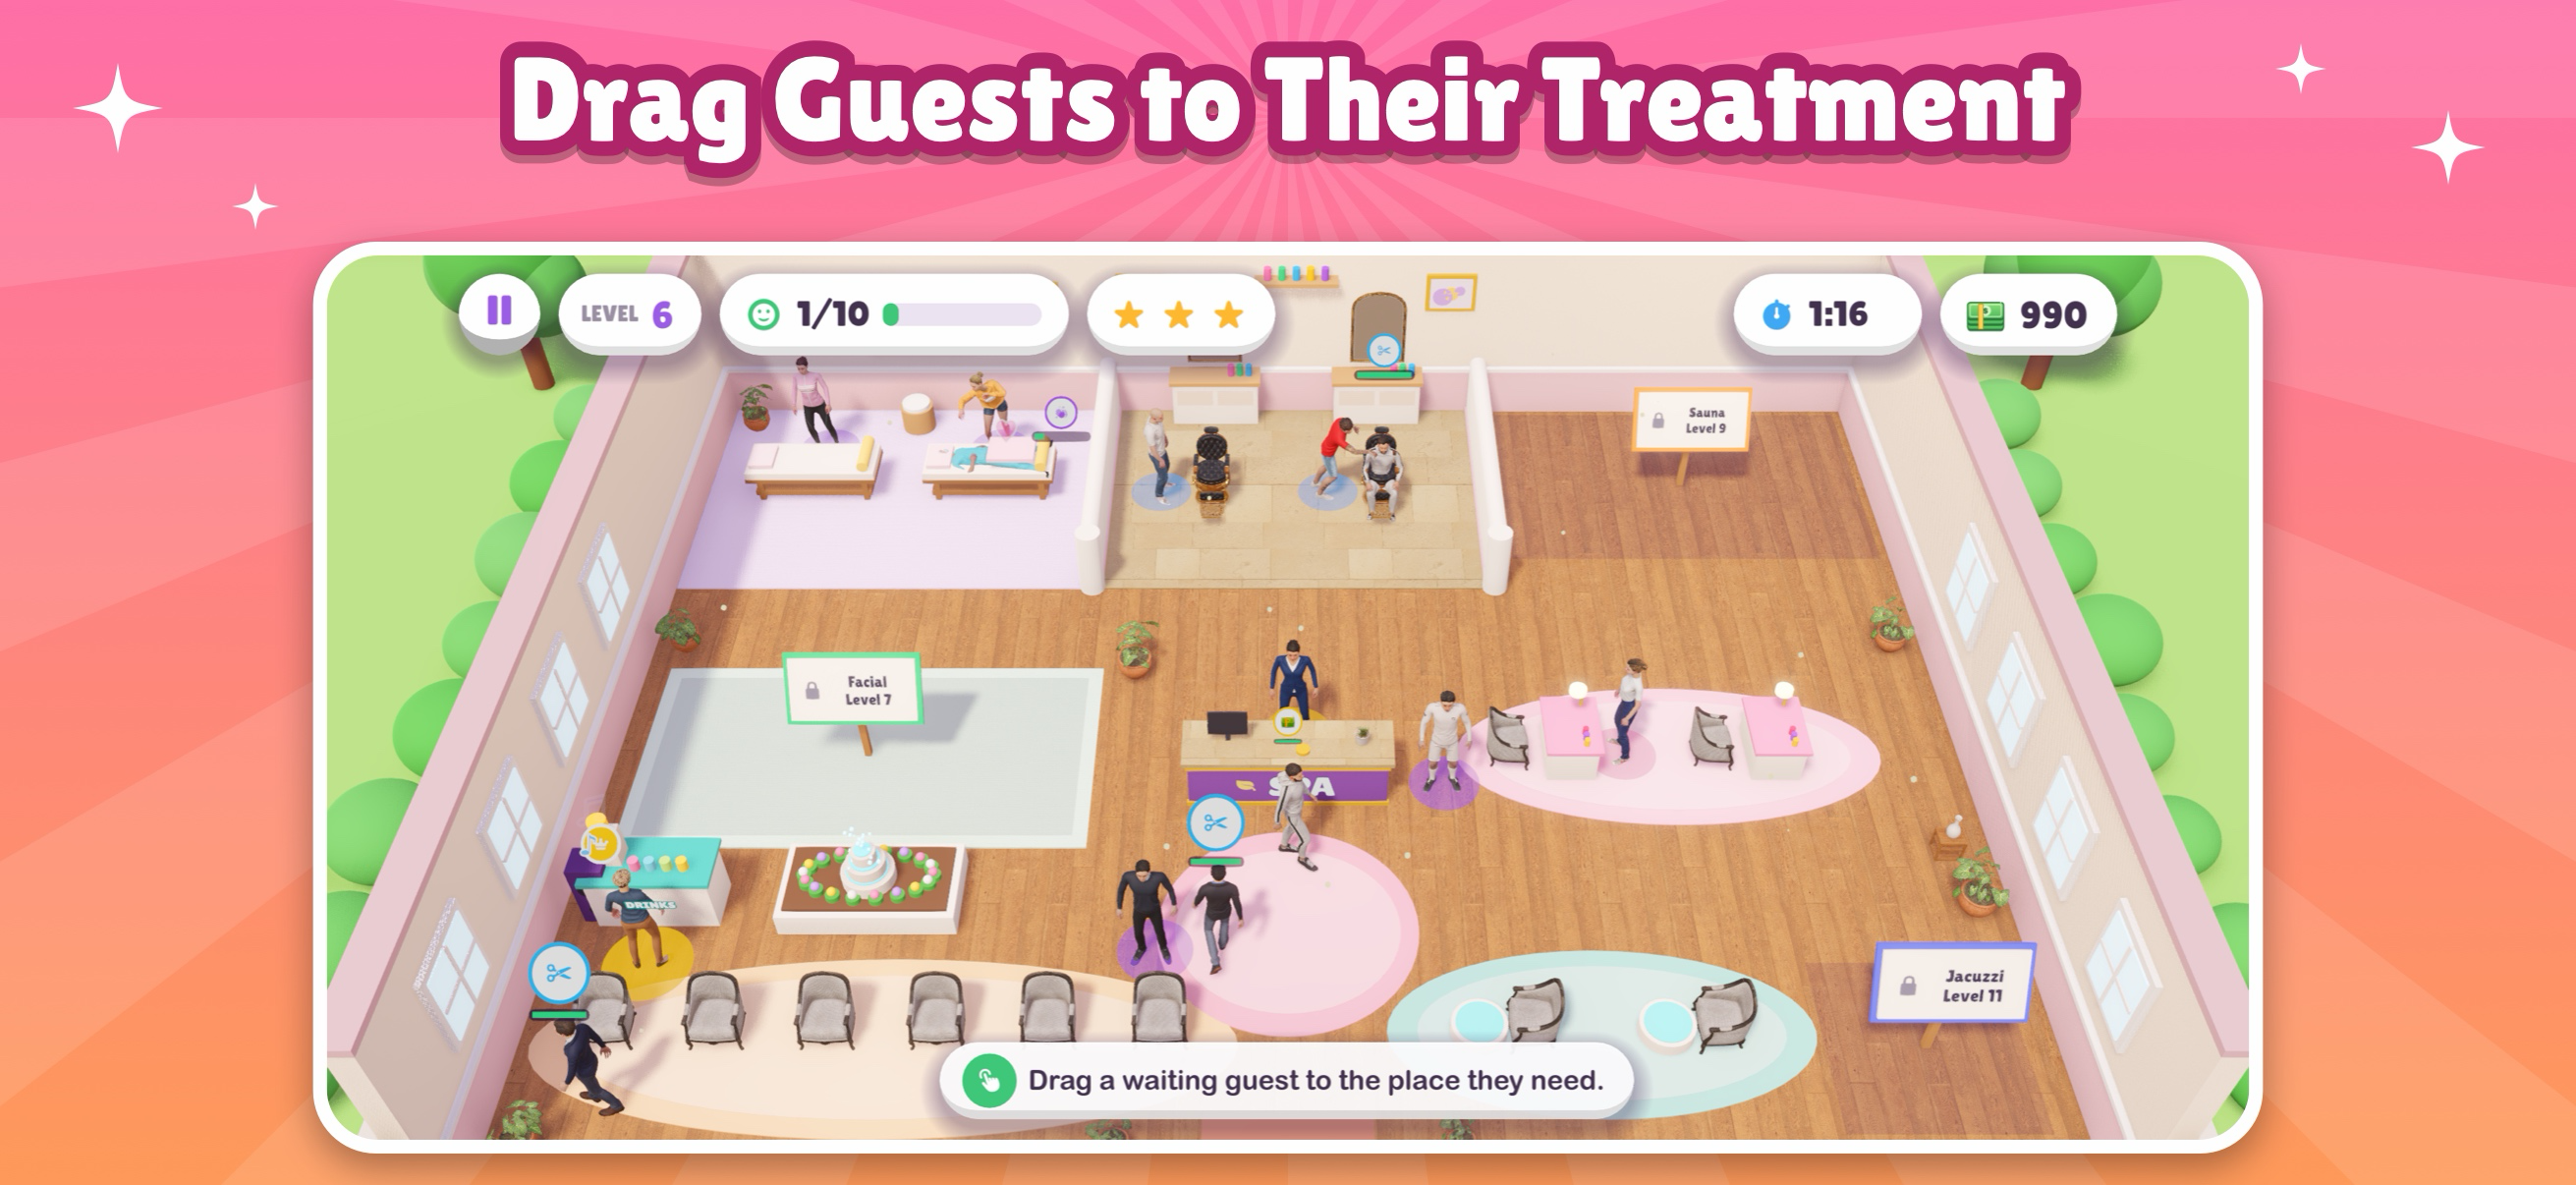 Drag Guests to Their Treatment
LEVEL 6
1/10
1:16
990
Sauna
Level 9
Facial
Level 7
SPA
DRINKS
Jacuzzi
Level 11
Drag a waiting guest to the place they need.